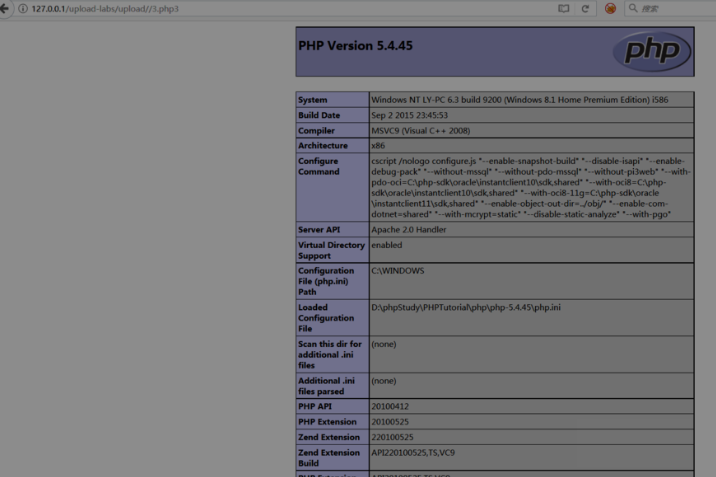 127.0.0.1/upload-labs/upload//3.php3
搜索
PHP Version 5.4.45
php
System Windows NT LY-PC 6.3 build 9200 (Windows 8.1 Home Premium Edition) i586
Build Date Sep 2 2015 23:45:53
Compiler MSVC9 (Visual C++ 2008)
Architecture x86
Configure
Command
cscript /nologo configure.js "--enable-snapshot-build" "--disable-isapi" "--enable-
debug-pack" "--without-mssql" "--without-pdo-mssql" "--without-pi3web" "--with-
pdo-oci=C:\php-sdk\oracle\instantclient10\sdk,shared" "--with-oci8=C:\php-
sdk\oracle\instantclient10\sdk,shared" "--with-oci8-11g=C:\php-sdk\oracle
\instantclient11\sdk,shared" "--enable-object-out-dir=../obj/" "--enable-com-
dotnet=shared" "--with-mcrypt=static" "--disable-static-analyze" "--with-pgo"
Server API Apache 2.0 Handler
Virtual Directory
Support
enabled
Configuration
File (php.ini)
Path
C:\WINDOWS
Loaded
Configuration
File
D:\phpStudy\PHPTutorial\php\php-5.4.45\php.ini
Scan this dir for
additional .ini
files
(none)
Additional .ini
files parsed
(none)
PHP API 20100412
PHP Extension 20100525
Zend Extension 220100525
Zend Extension
Build
API220100525,TS,VC9
PHP Extension API20100525,TS,VC9